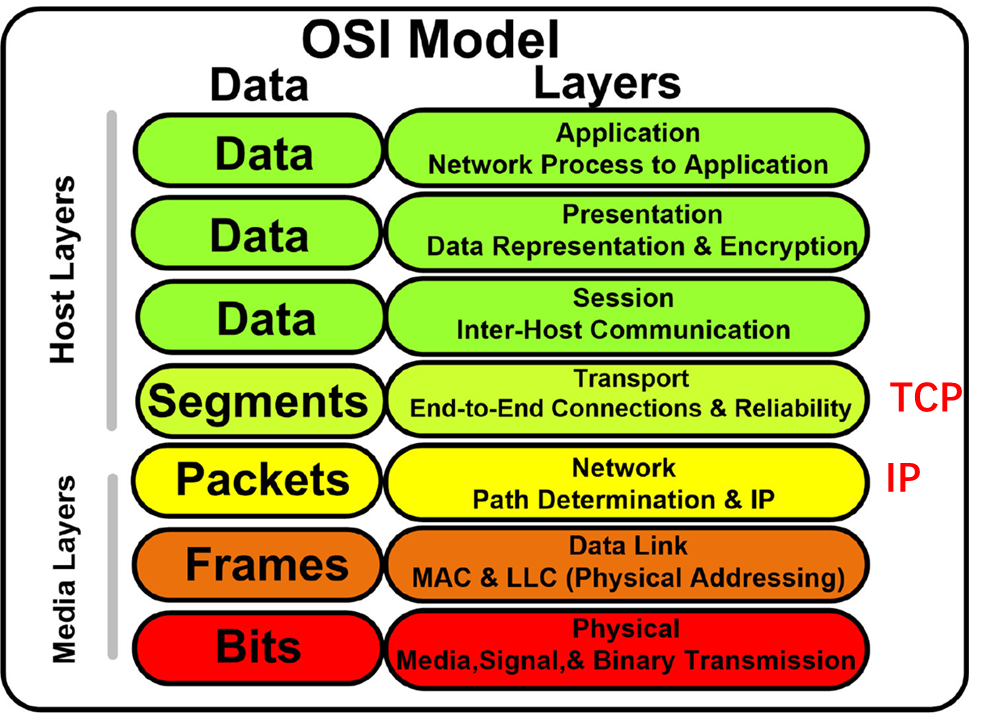 OSI Model
Data
Layers
Host Layers
Data
Application
Network Process to Application
Data
Presentation
Data Representation & Encryption
Data
Session
Inter-Host Communication
Segments
Transport
End-to-End Connections & Reliability
TCP
Media Layers
Packets
Network
Path Determination & IP
IP
Frames
Data Link
MAC & LLC (Physical Addressing)
Bits
Physical
Media,Signal,& Binary Transmission